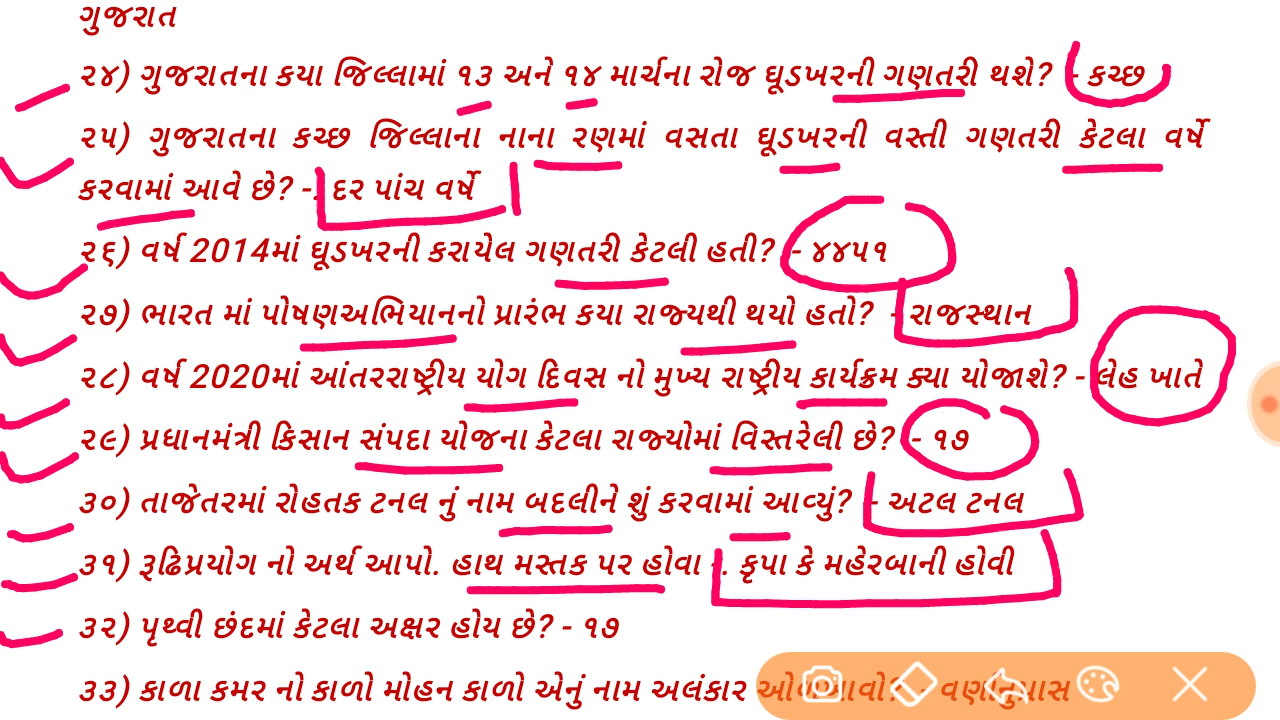 ગુજરાત
૨૪) ગુજરાતના કયા જિલ્લામાં ૧૩ અને ૧૪ માર્ચના રોજ ઘૂડખરની ગણતરી થશે? - કચ્છ
૨૫) ગુજરાતના કચ્છ જિલ્લાના નાના રણમાં વસતા ઘૂડખરની વસ્તી ગણતરી કેટલા વર્ષે
કરવામાં આવે છે? -. દર પાંચ વર્ષે
૨૬) વર્ષ 2014માં ઘૂડખરની કરાયેલ ગણતરી કેટલી હતી? - ૪૪૫૧
૨૭) ભારત માં પોષણઅભિયાનનો પ્રારંભ કયા રાજ્યથી થયો હતો? - રાજસ્થાન
૨૮) વર્ષ 2020માં આંતરરાષ્ટ્રીય યોગ દિવસ નો મુખ્ય રાષ્ટ્રીય કાર્યક્રમ ક્યા યોજાશે? - લેહ ખાતે
૨૯) પ્રધાનમંત્રી કિસાન સંપદા યોજના કેટલા રાજ્યોમાં વિસ્તરેલી છે? - ૧૭
૩૦) તાજેતરમાં રોહતક ટનલ નું નામ બદલીને શું કરવામાં આવ્યું? - અટલ ટનલ
૩૧) રૂઢિપ્રયોગ નો અર્થ આપો. હાથ મસ્તક પર હોવા -. કૃપા કે મહેરબાની હોવી
૩૨) પૃથ્વી છંદમાં કેટલા અક્ષર હોય છે? - ૧૭
૩૩) કાળા કમર નો કાળો મોહન કાળો એનું નામ અલંકાર ઓળખાવો? - વર્ણાનુપ્રાસ